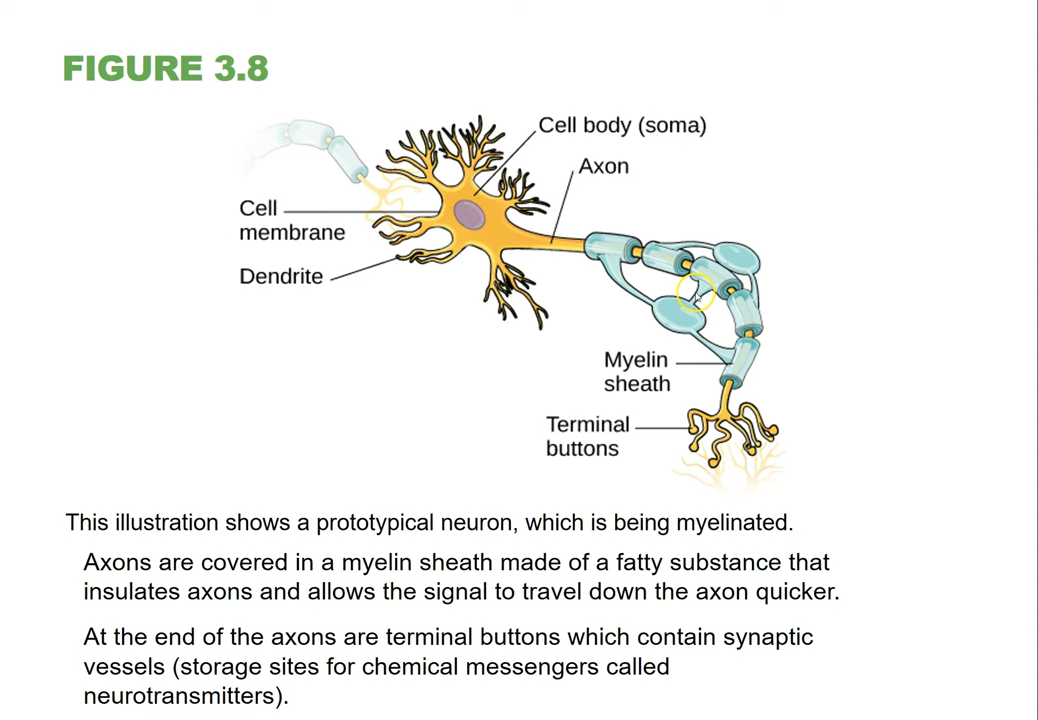 FIGURE 3.8
Cell body (soma)
Axon
Cell
membrane
Dendrite
Myelin
sheath
Terminal
buttons
This illustration shows a prototypical neuron, which is being myelinated.
Axons are covered in a myelin sheath made of a fatty substance that
insulates axons and allows the signal to travel down the axon quicker.
At the end of the axons are terminal buttons which contain synaptic
vessels (storage sites for chemical messengers called
neurotransmitters).